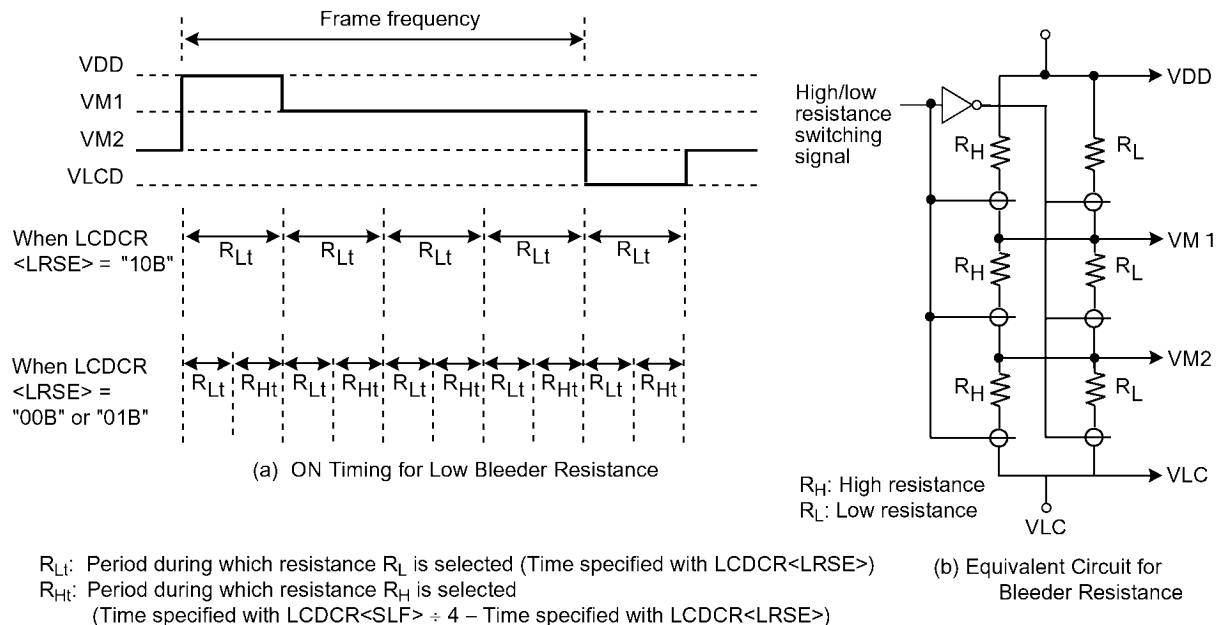 Frame frequency
VDD
VM1
VM2
VLCD
When LCDCR
<LRSE> = "10B"
RLt RLt RLt RLt RLt
When LCDCR
<LRSE> =
"00B" or "01B"
RLt RHt RLt RHt RLt RHt RLt RHt RLt RHt
(a) ON Timing for Low Bleeder Resistance
High/low
resistance
switching
signal
VDD
RH RL
VM 1
RH RL
VM2
RH RL
VLC
RH: High resistance
RL: Low resistance
VLC
(b) Equivalent Circuit for
Bleeder Resistance
RLt: Period during which resistance RL is selected (Time specified with LCDCR<LRSE>)
RHt: Period during which resistance RH is selected
(Time specified with LCDCR<SLF> ÷ 4 – Time specified with LCDCR<LRSE>)